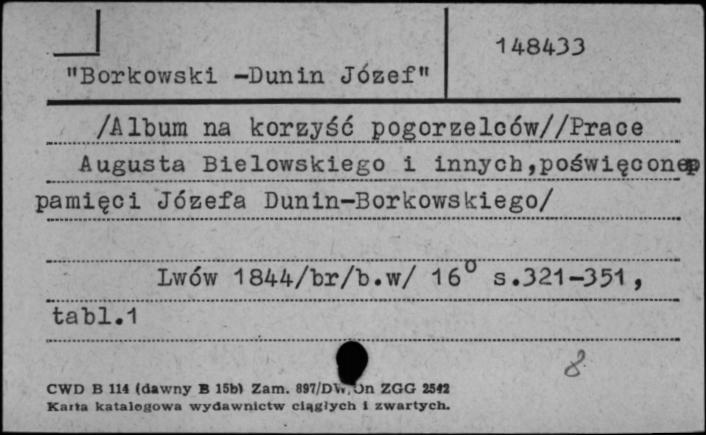 148433
"Borkowski -Dunin Józef"
/Album na korzyść pogorzelców//Prace
Augusta Bielowskiego i innych,poświęcone
pamięci Józefa Dunin-Borkowskiego/
Lwów 1844/br/b.w/ 16° s.321-351,
tabl.1
8
CWD B 114 (dawny B 15b) Zam. 897/DW, On ZGG 2542
Karta katalogowa wydawnictw ciągłych i zwartych.